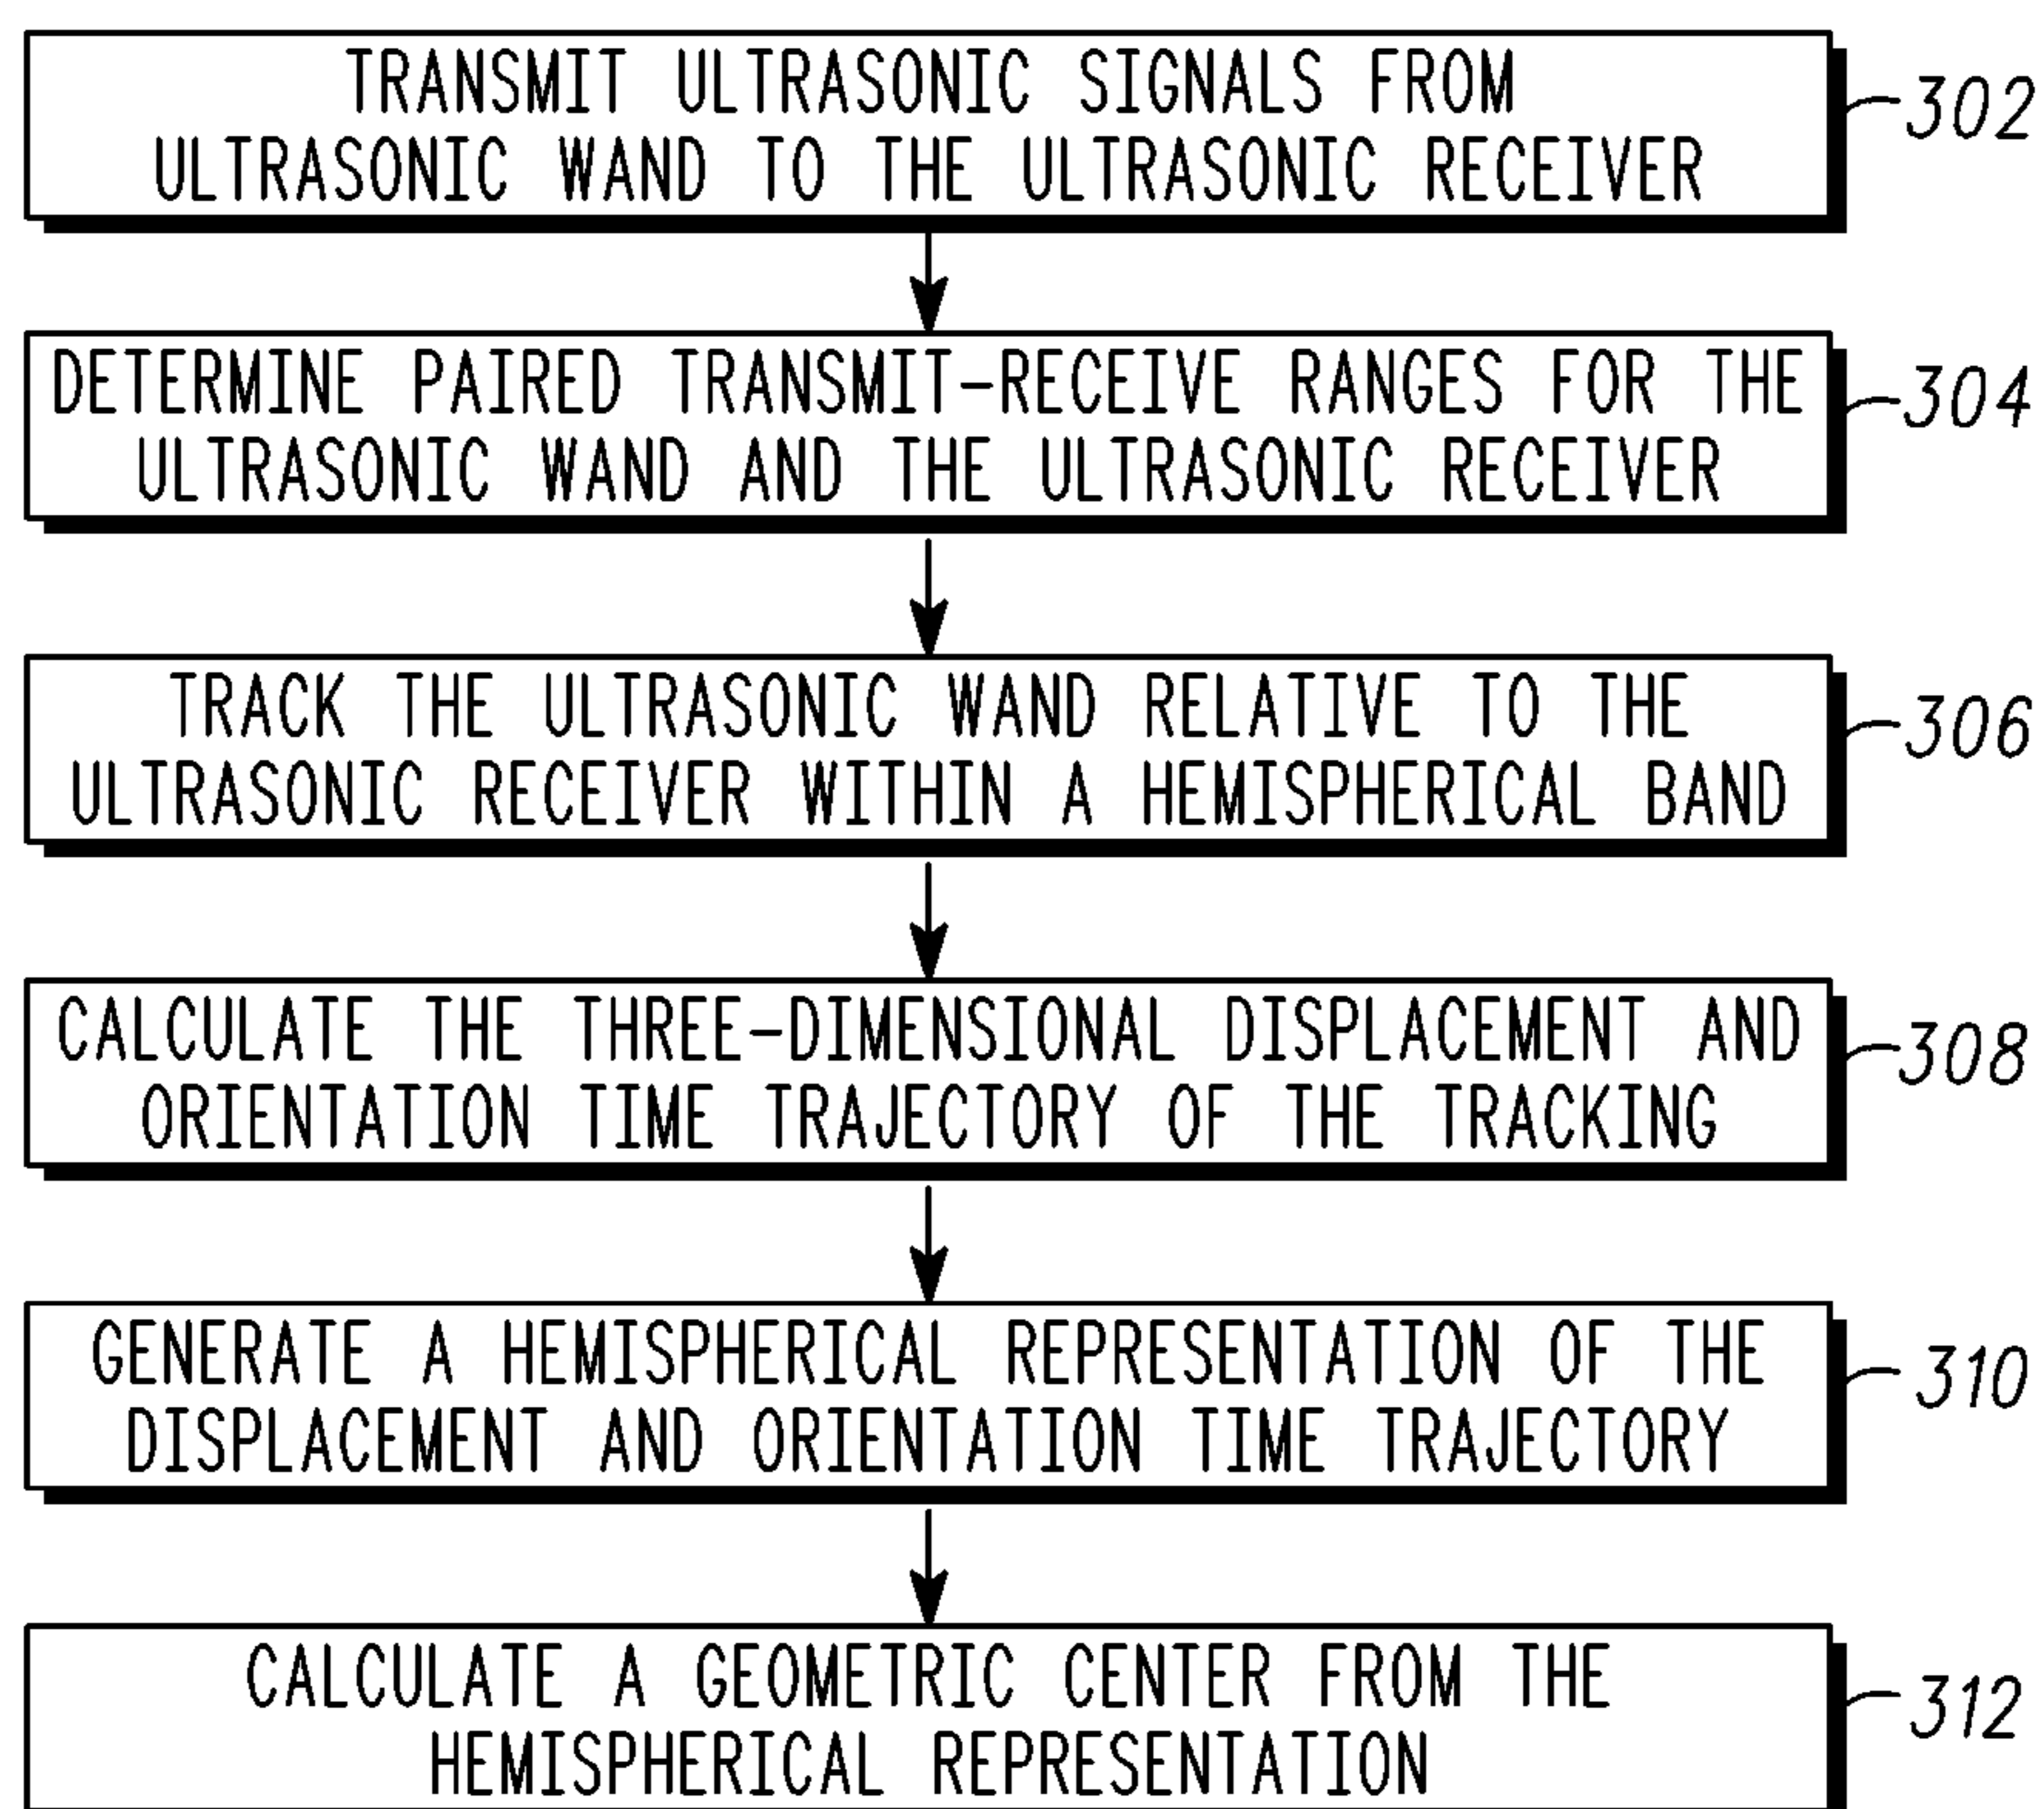 TRANSMIT ULTRASONIC SIGNALS FROM
ULTRASONIC WAND TO THE ULTRASONIC RECEIVER
302
DETERMINE PAIRED TRANSMIT-RECEIVE RANGES FOR THE
ULTRASONIC WAND AND THE ULTRASONIC RECEIVER
304
TRACK THE ULTRASONIC WAND RELATIVE TO THE
ULTRASONIC RECEIVER WITHIN A HEMISPHERICAL BAND
306
CALCULATE THE THREE-DIMENSIONAL DISPLACEMENT AND
ORIENTATION TIME TRAJECTORY OF THE TRACKING
308
GENERATE A HEMISPHERICAL REPRESENTATION OF THE
DISPLACEMENT AND ORIENTATION TIME TRAJECTORY
310
CALCULATE A GEOMETRIC CENTER FROM THE
HEMISPHERICAL REPRESENTATION
312